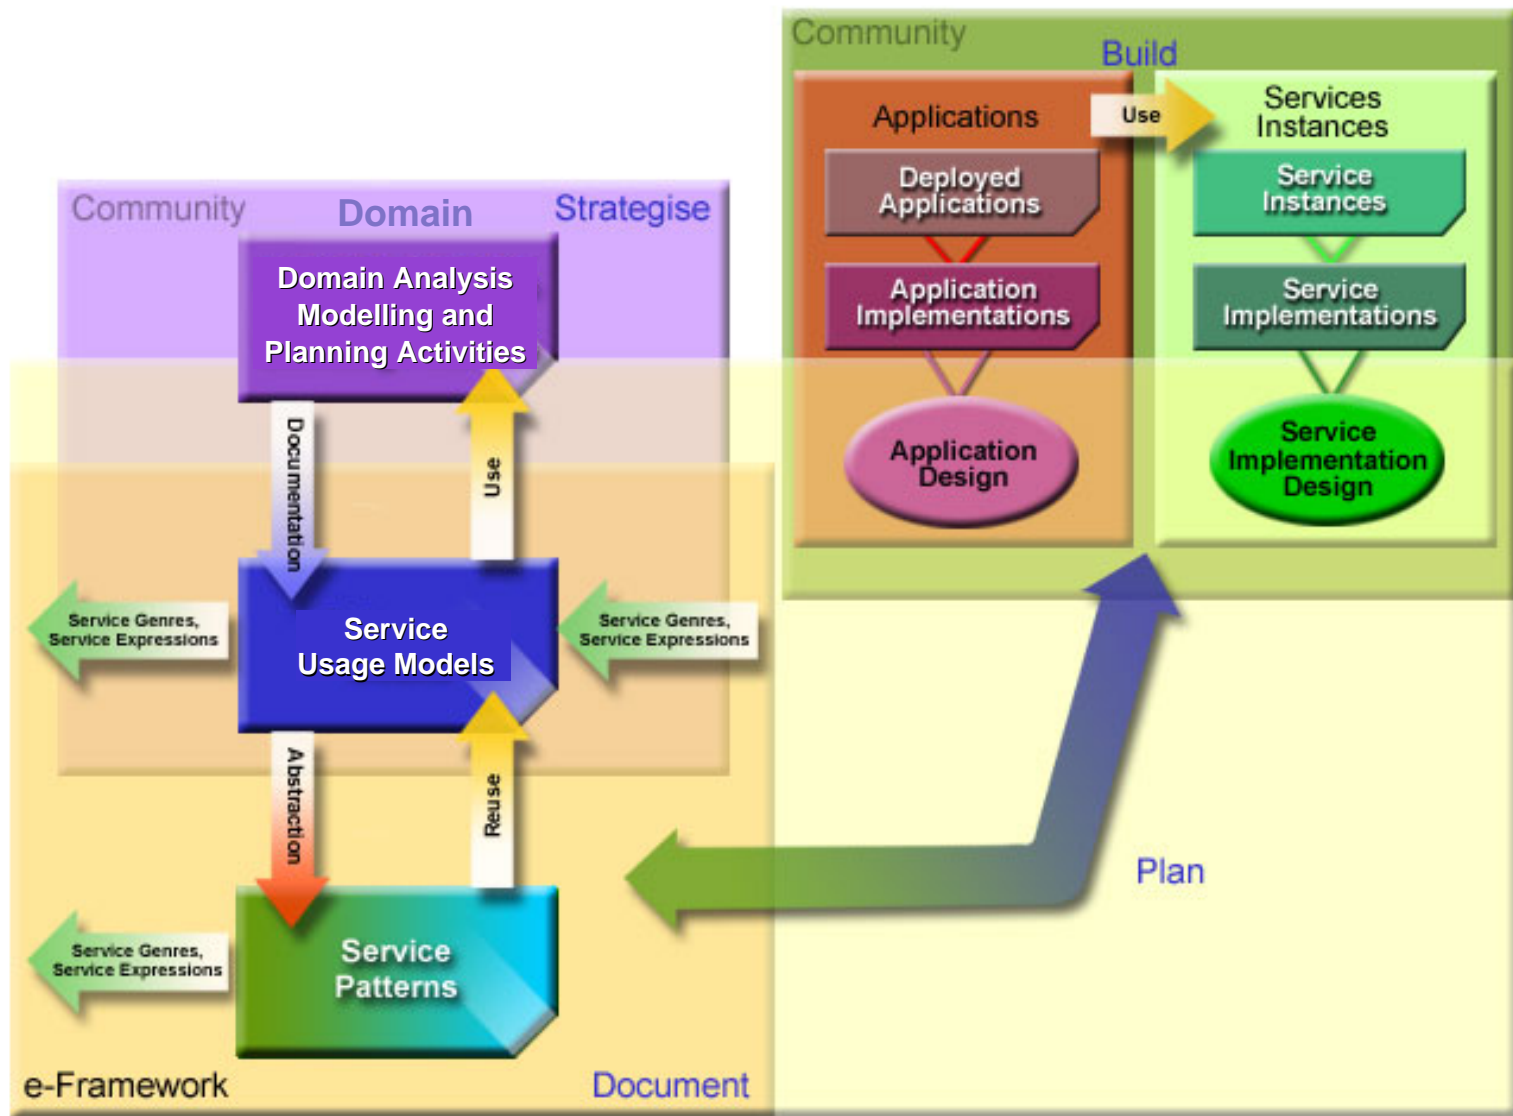 Community
Build
Applications
Use
Services
Instances
Deployed
Applications
Service
Instances
Application
Implementations
Service
Implementations
Application
Design
Service
Implementation
Design
Community
Domain
Strategise
Domain Analysis
Modelling and
Planning Activities
Documentation
Use
Service Genres,
Service Expressions
Service
Usage Models
Service Genres,
Service Expressions
Abstraction
Reuse
Plan
Service Genres,
Service Expressions
Service
Patterns
e-Framework
Document